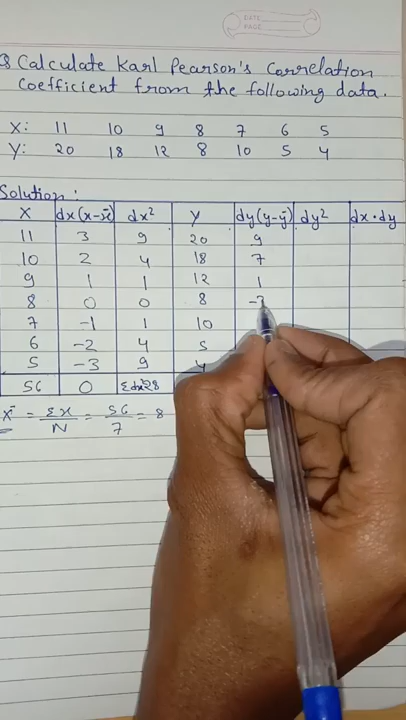 DATE
PAGE
Q Calculate Karl Pearson's Correlation
Coefficient from the following data.
X: 11 10 9 8 7 6 5
Y: 20 18 12 8 10 5 4
Solution:
X dx(x-x̄) dx² Y dy(y-ȳ) dy² dx·dy
11 3 9 20 9
10 2 4 18 7
9 1 1 12 1
8 0 0 8 -3
7 -1 1 10
6 -2 4 5
5 -3 9 4
56 0 Σdx²28
x̄ = Σx/N = 56/7 = 8